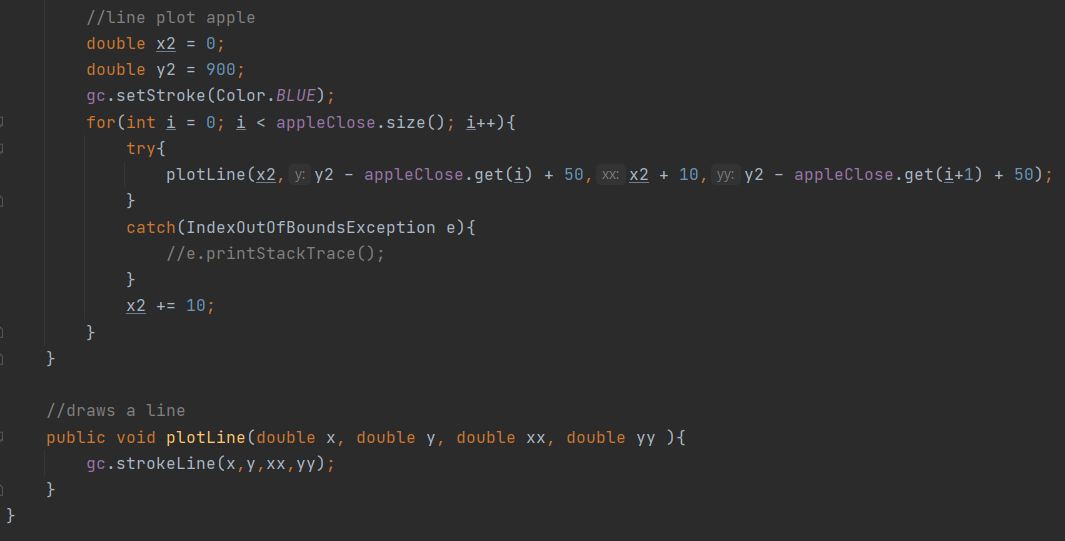 //line plot apple
double x2 = 0;
double y2 = 900;
gc.setStroke(Color.BLUE);
for(int i = 0; i < appleClose.size(); i++){
try{
plotLine(x2, y: y2 - appleClose.get(i) + 50, xx: x2 + 10, yy: y2 - appleClose.get(i+1) + 50);
}
catch(IndexOutOfBoundsException e){
//e.printStackTrace();
}
x2 += 10;
}
}
//draws a line
public void plotLine(double x, double y, double xx, double yy ){
gc.strokeLine(x,y,xx,yy);
}
}